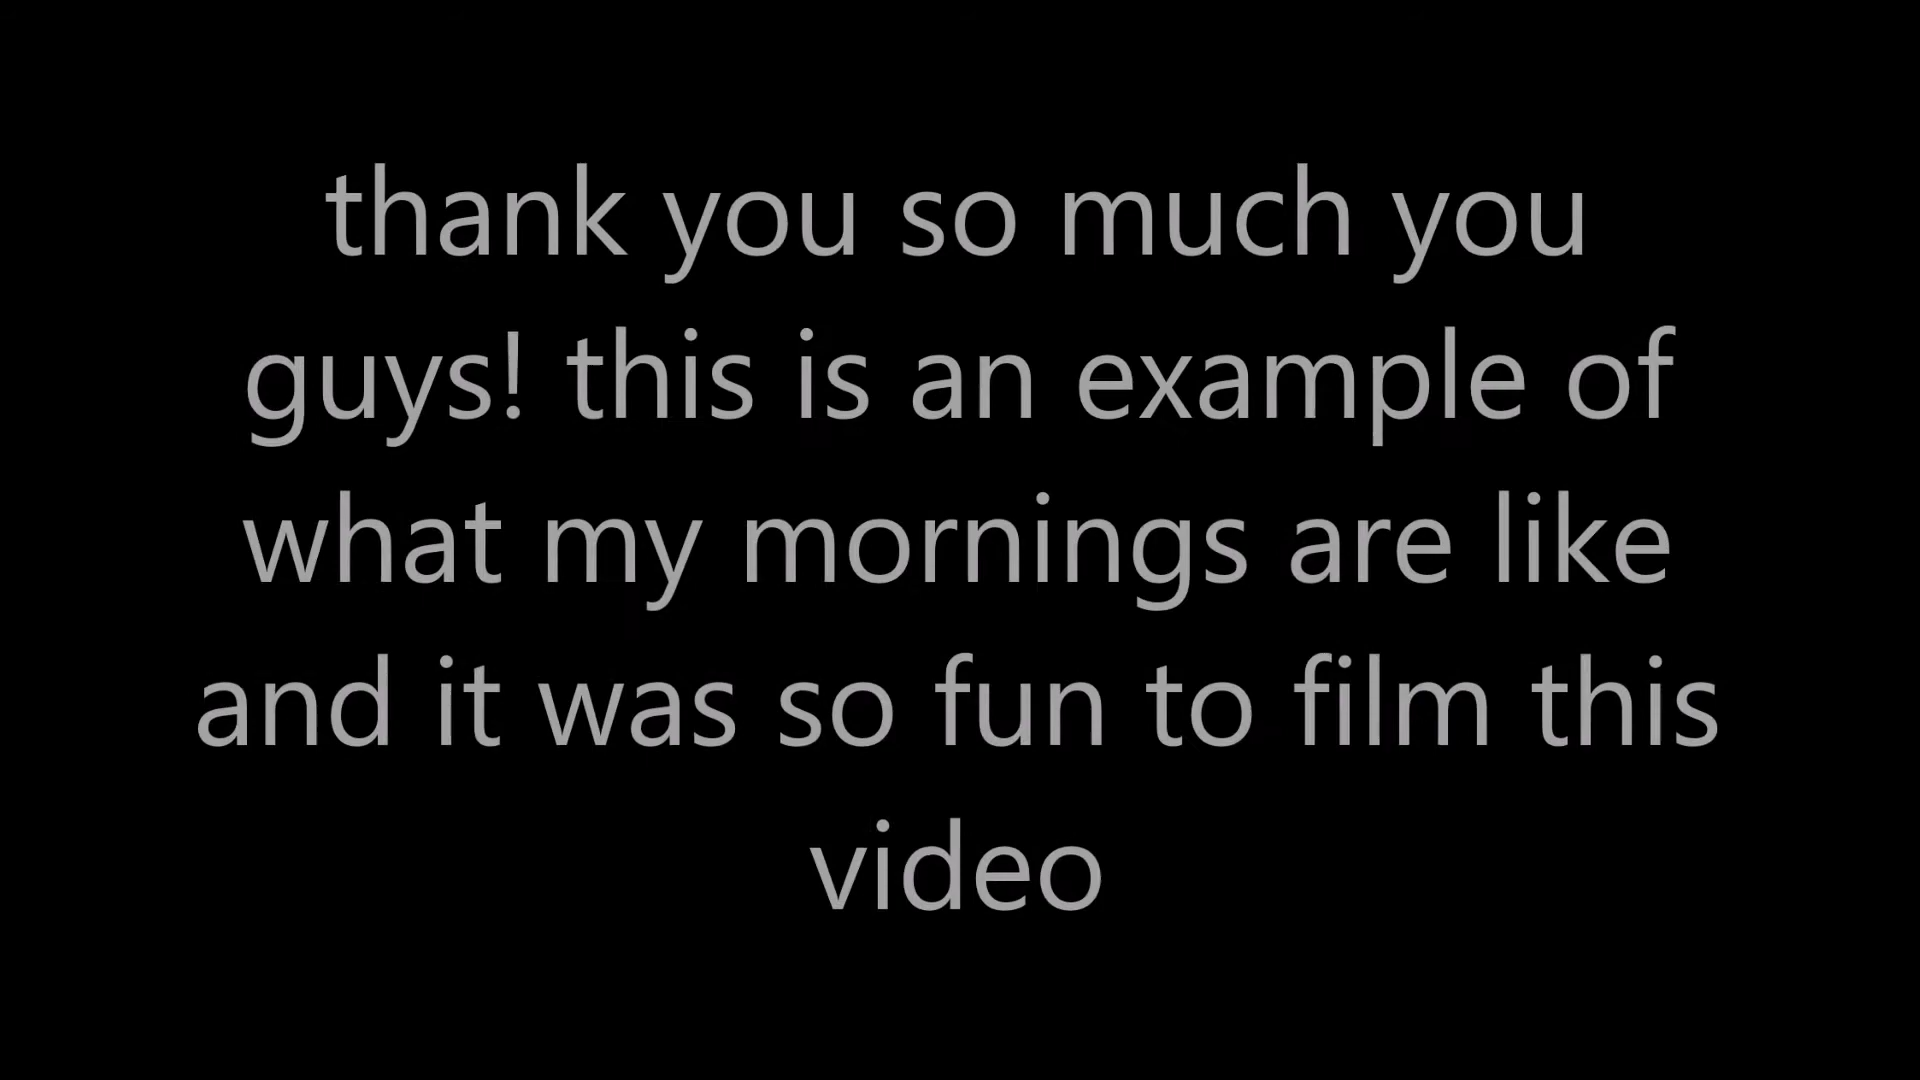 thank you so much you
guys! this is an example of
what my mornings are like
and it was so fun to film this
video